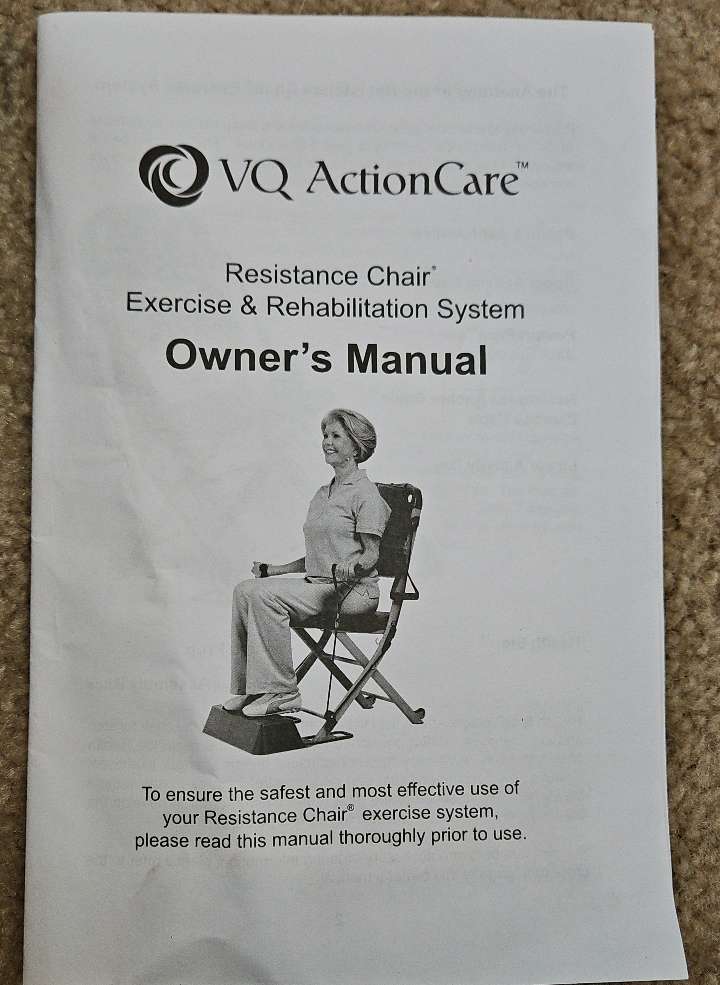 VQ ActionCare™
Resistance Chair®
Exercise & Rehabilitation System
Owner's Manual
To ensure the safest and most effective use of
your Resistance Chair® exercise system,
please read this manual thoroughly prior to use.